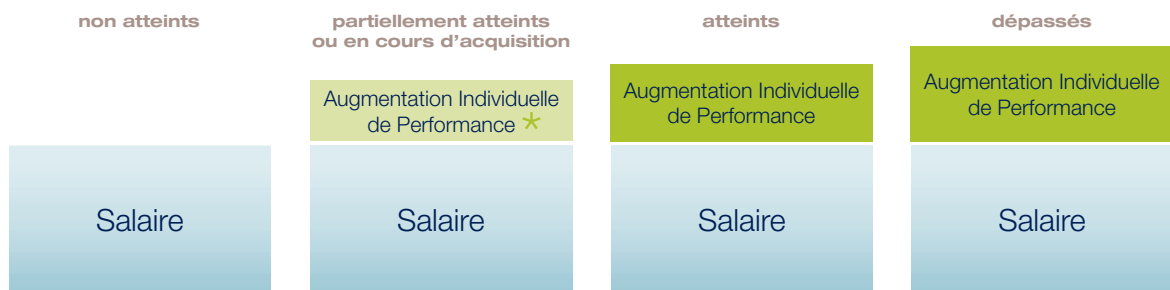 non atteints
partiellement atteints
ou en cours d'acquisition
atteints
dépassés
Augmentation Individuelle
de Performance *
Augmentation Individuelle
de Performance
Augmentation Individuelle
de Performance
Salaire
Salaire
Salaire
Salaire